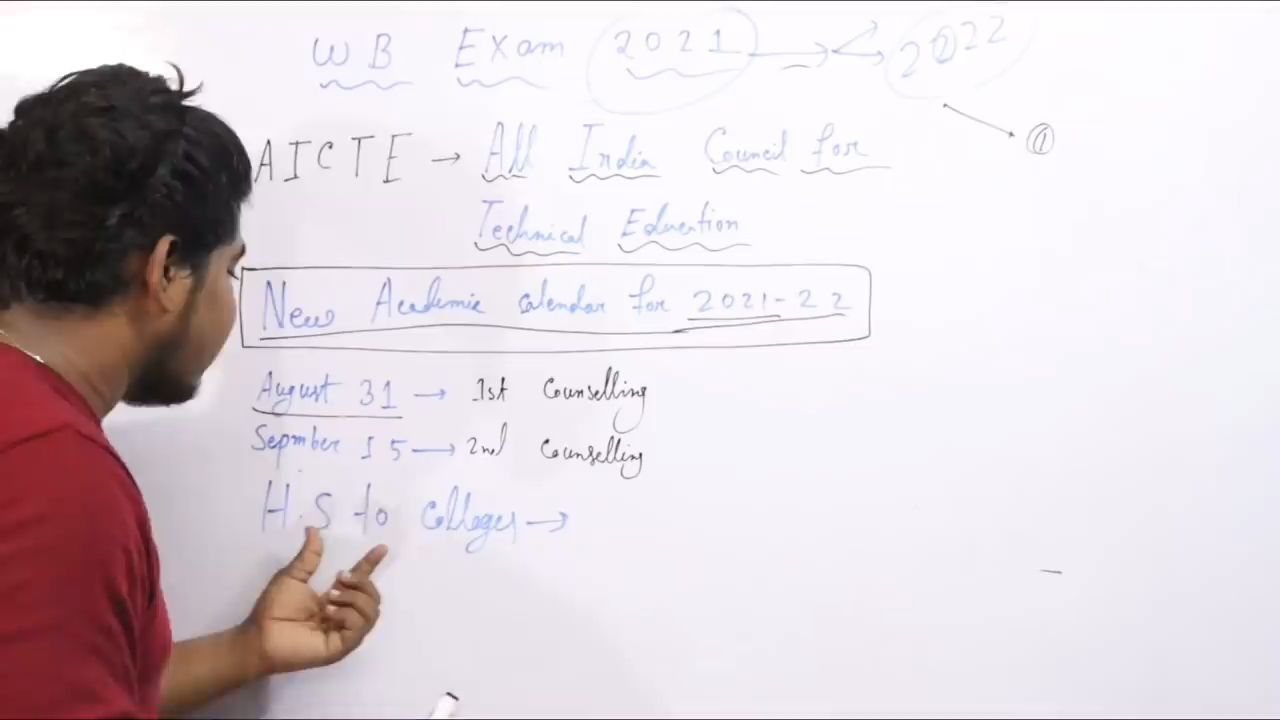 WB Exam 2021 → 2022
①
AICTE → All India Council for
Technical Education
New Academic calendar for 2021-22
August 31 → 1st Counselling
Sepmber 15 → 2nd Counselling
H.S to Colleges →